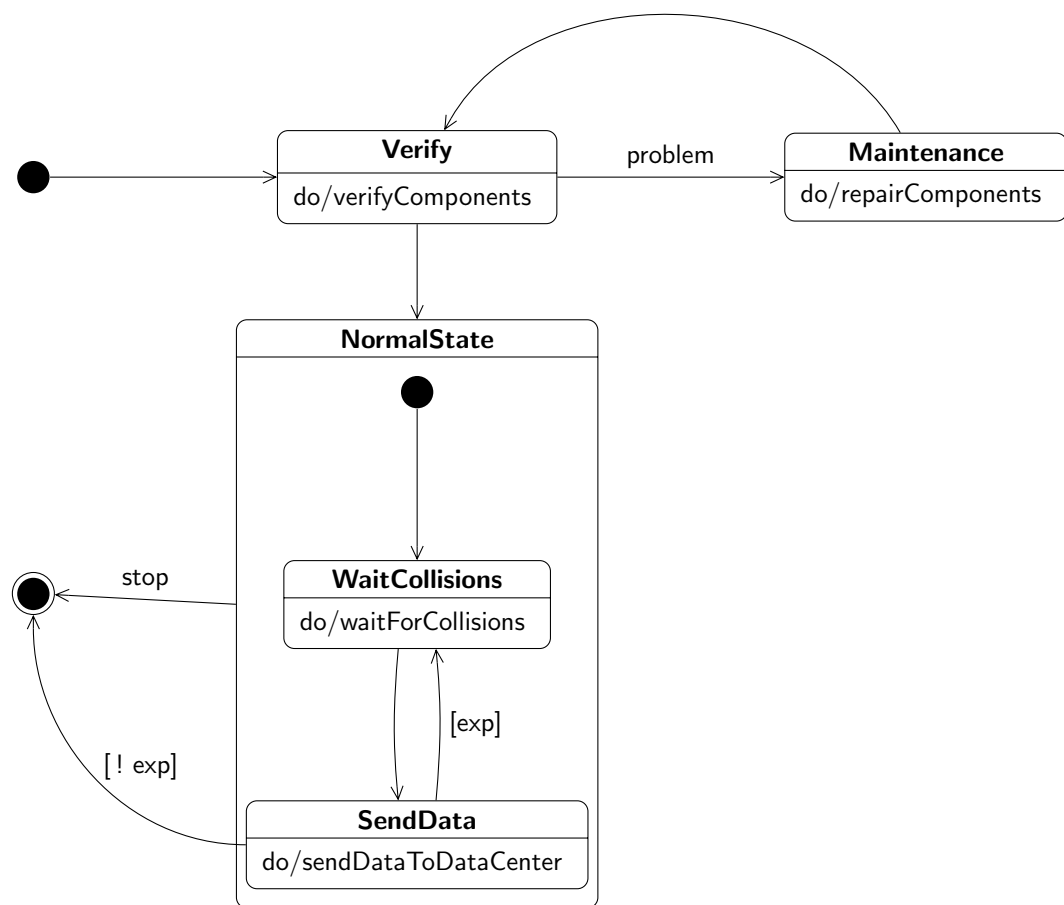 Verify
do/verifyComponents
problem
Maintenance
do/repairComponents
NormalState
stop
WaitCollisions
do/waitForCollisions
[exp]
[ ! exp]
SendData
do/sendDataToDataCenter